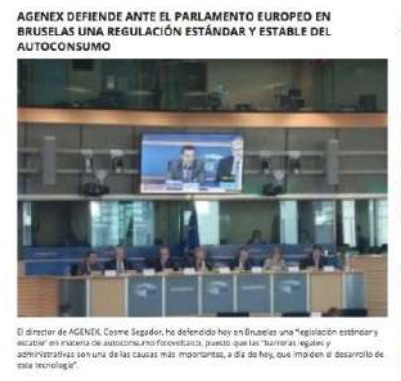 AGENEX DEFIENDE ANTE EL PARLAMENTO EUROPEO EN
BRUSELAS UNA REGULACIÓN ESTÁNDAR Y ESTABLE DEL
AUTOCONSUMO
El director de AGENEX, Cosme Segador, ha defendido hoy en Bruselas una "legislación estándar y
estable" en materia de autoconsumo fotovoltaico, puesto que las "barreras legales y
administrativas son una de las causas más importantes, a día de hoy, que impiden el desarrollo de
esta tecnología".